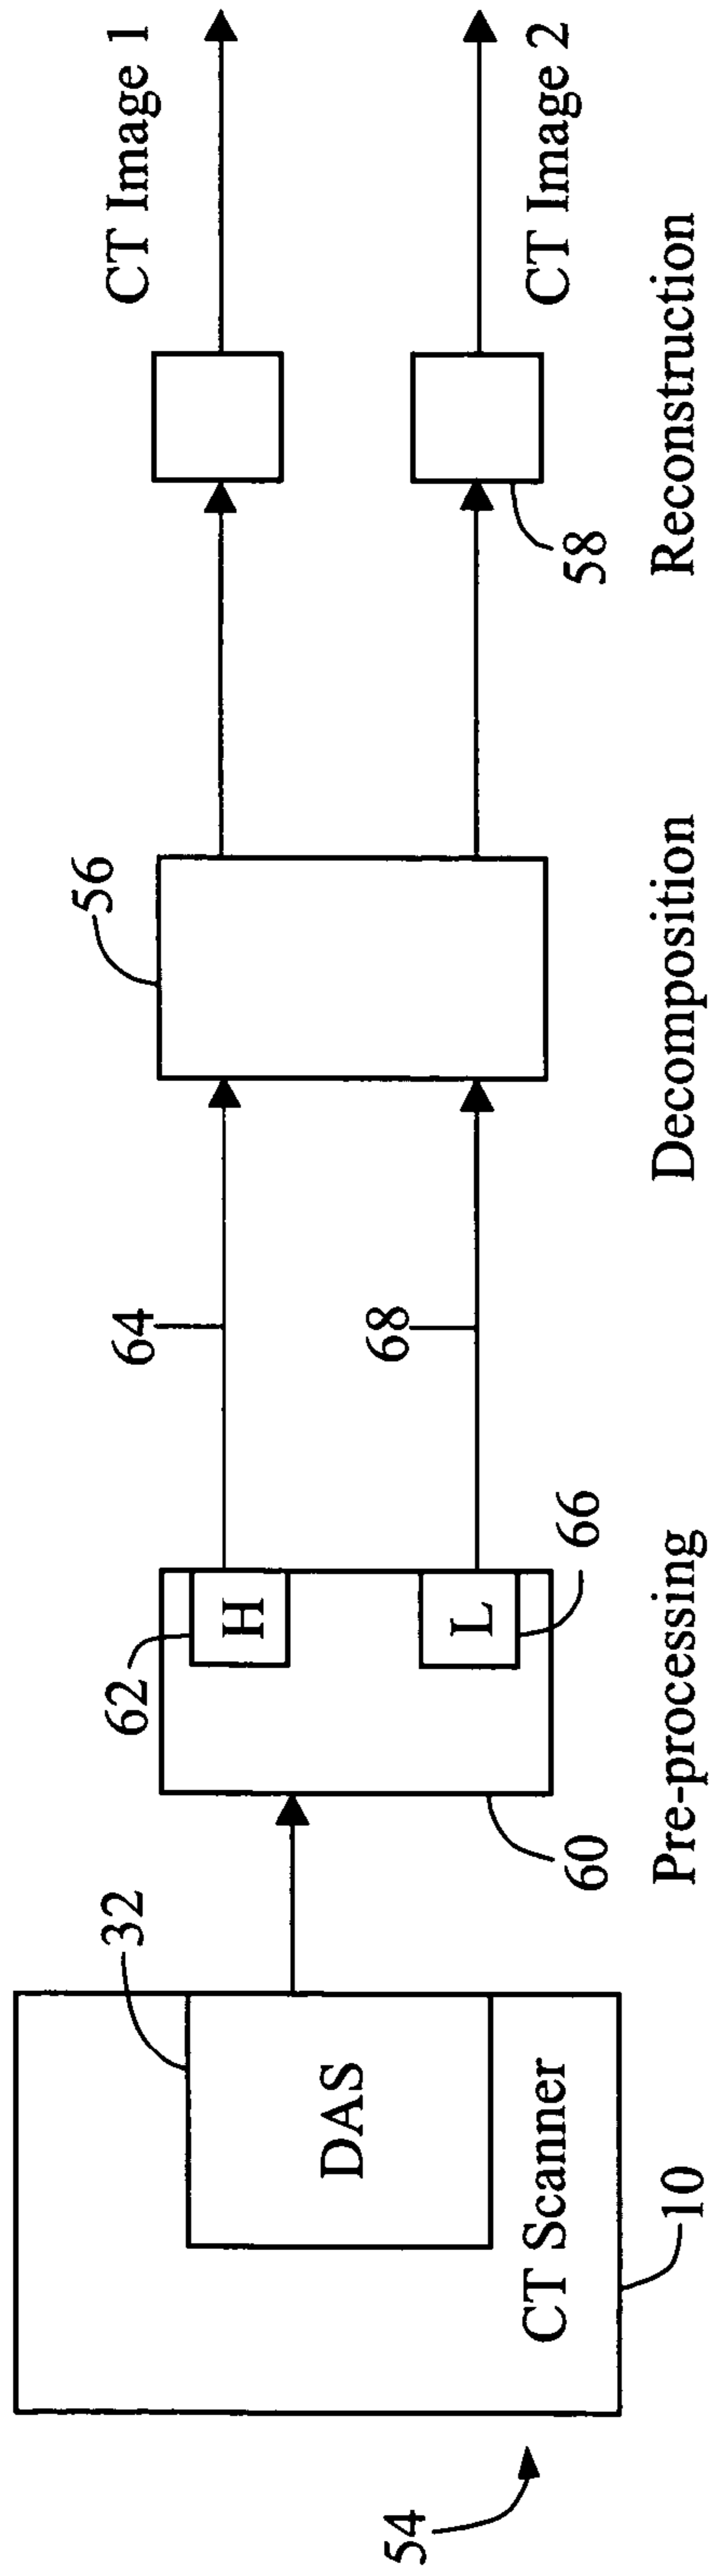 54
CT Scanner
10
DAS
32
60
62
H
L
66
Pre-processing
64
68
56
Decomposition
58
Reconstruction
CT Image 1
CT Image 2